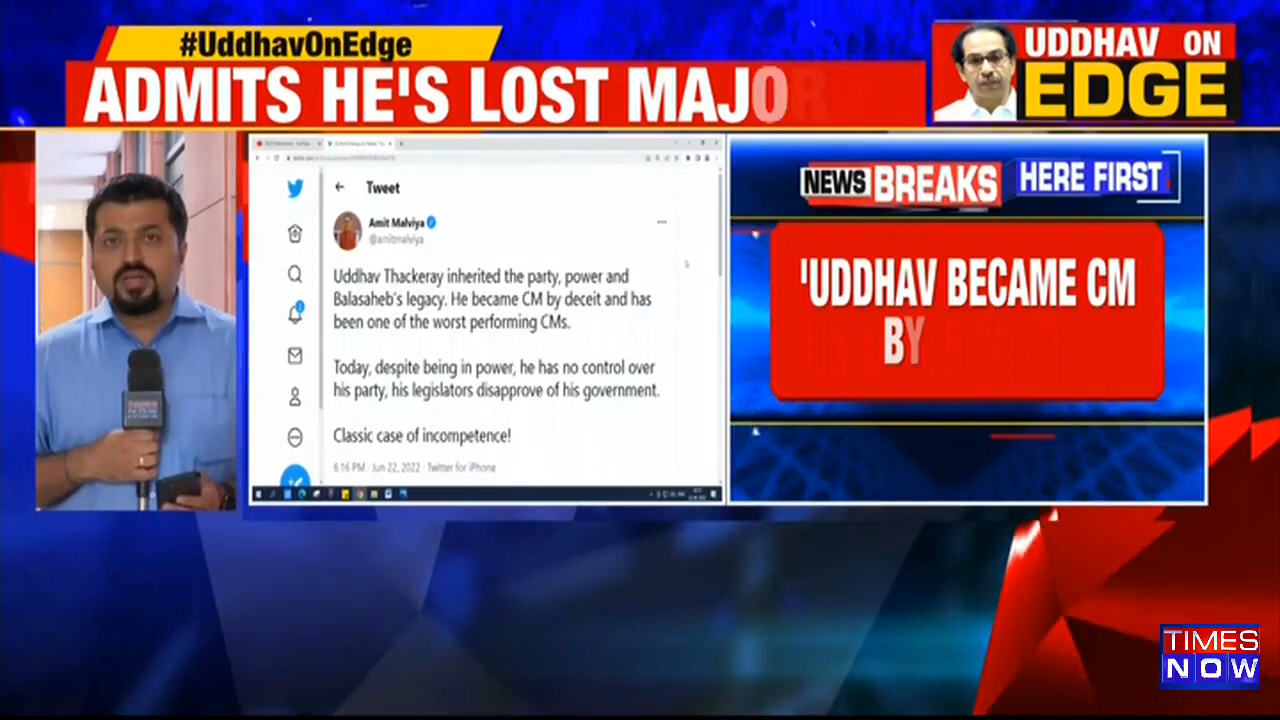 #UddhavOnEdge
ADMITS HE'S LOST MAJOR
UDDHAV ON
EDGE
Tweet
Amit Malviya
@amitmalviya
Uddhav Thackeray inherited the party, power and
Balasaheb's legacy. He became CM by deceit and has
been one of the worst performing CMs.
Today, despite being in power, he has no control over
his party, his legislators disapprove of his government.
Classic case of incompetence!
6:16 PM · Jun 22, 2022 · Twitter for iPhone
NEWS BREAKS HERE FIRST
'UDDHAV BECAME CM
BY
TIMES
NOW
TIMES
NOW